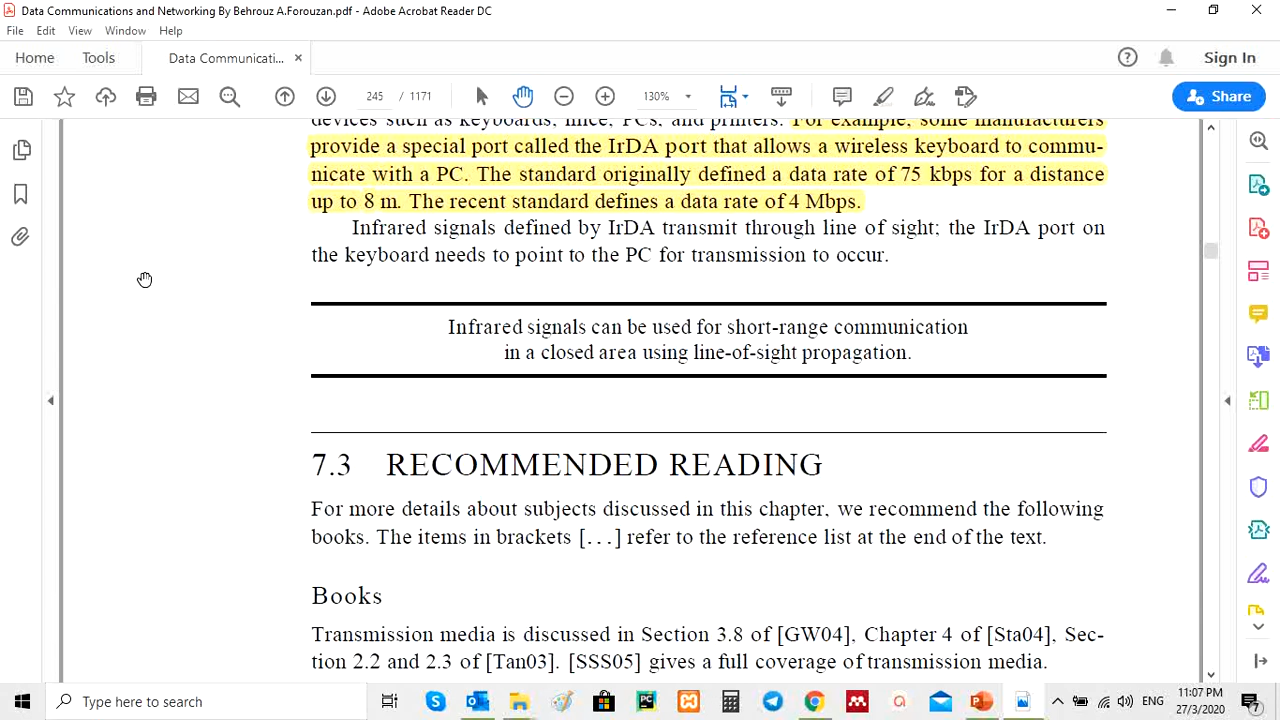 Data Communications and Networking By Behrouz A.Forouzan.pdf - Adobe Acrobat Reader DC
File Edit View Window Help
Home Tools Data Communicati... × Sign In
245 / 1171 130% Share
devices such as keyboards, mice, PCs, and printers. For example, some manufacturers
provide a special port called the IrDA port that allows a wireless keyboard to commu-
nicate with a PC. The standard originally defined a data rate of 75 kbps for a distance
up to 8 m. The recent standard defines a data rate of 4 Mbps.
Infrared signals defined by IrDA transmit through line of sight; the IrDA port on
the keyboard needs to point to the PC for transmission to occur.
Infrared signals can be used for short-range communication
in a closed area using line-of-sight propagation.
7.3 RECOMMENDED READING
For more details about subjects discussed in this chapter, we recommend the following
books. The items in brackets [...] refer to the reference list at the end of the text.
Books
Transmission media is discussed in Section 3.8 of [GW04], Chapter 4 of [Sta04], Sec-
tion 2.2 and 2.3 of [Tan03]. [SSS05] gives a full coverage of transmission media.
Type here to search
ENG
11:07 PM
27/3/2020